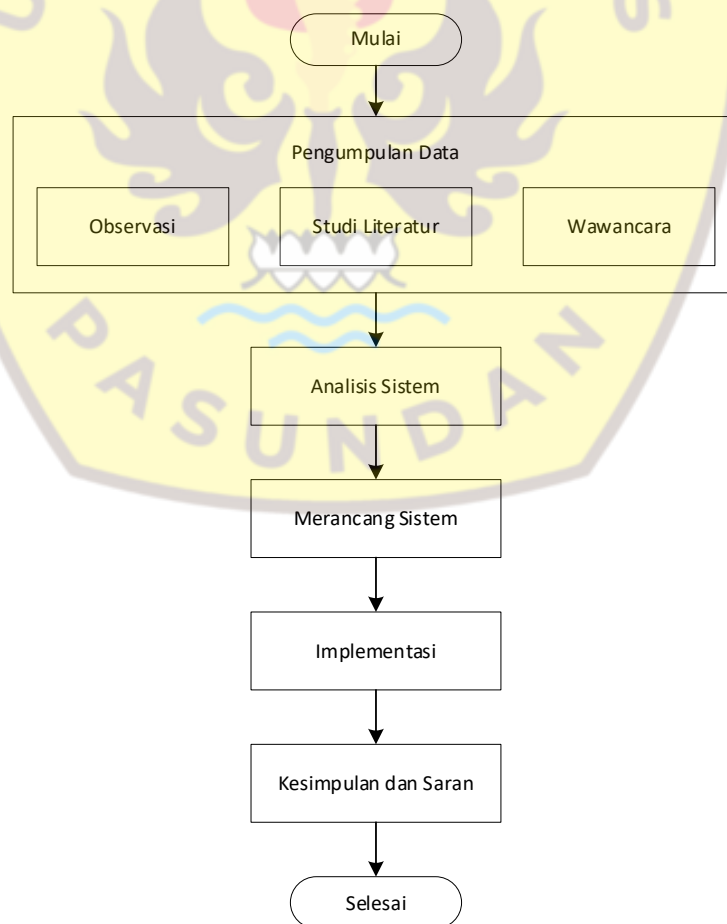 Mulai
Pengumpulan Data
Observasi
Studi Literatur
Wawancara
Analisis Sistem
PASUNDAN
Merancang Sistem
Implementasi
Kesimpulan dan Saran
Selesai